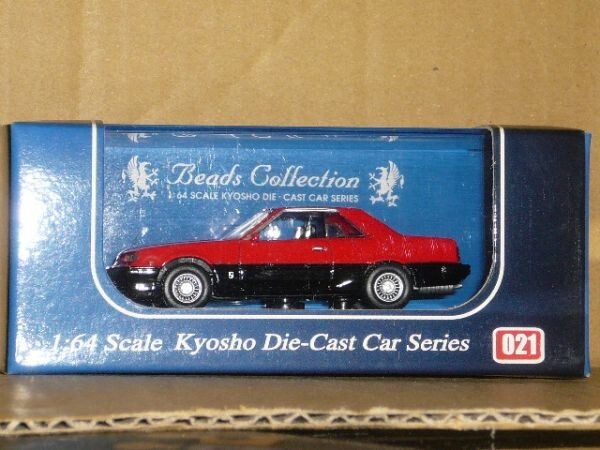 Beads Collection
1:64 SCALE KYOSHO DIE-CAST CAR SERIES
1:64 Scale Kyosho Die-Cast Car Series
021